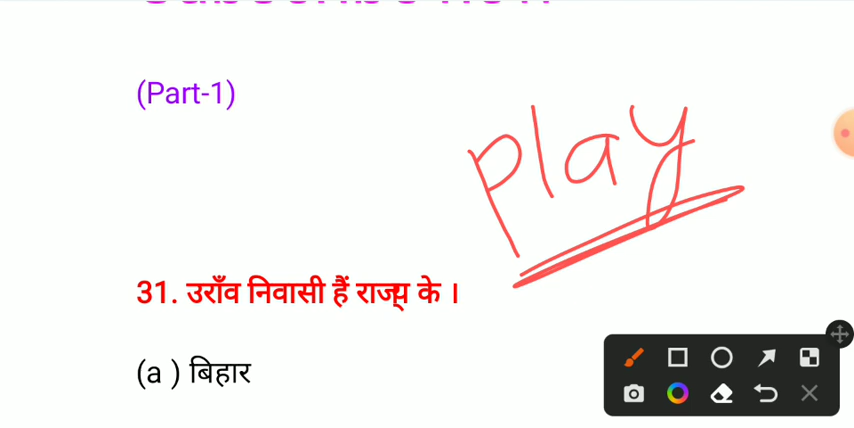 (Part-1)
play
31. उराँव निवासी हैं राज्य के ।
(a ) बिहार